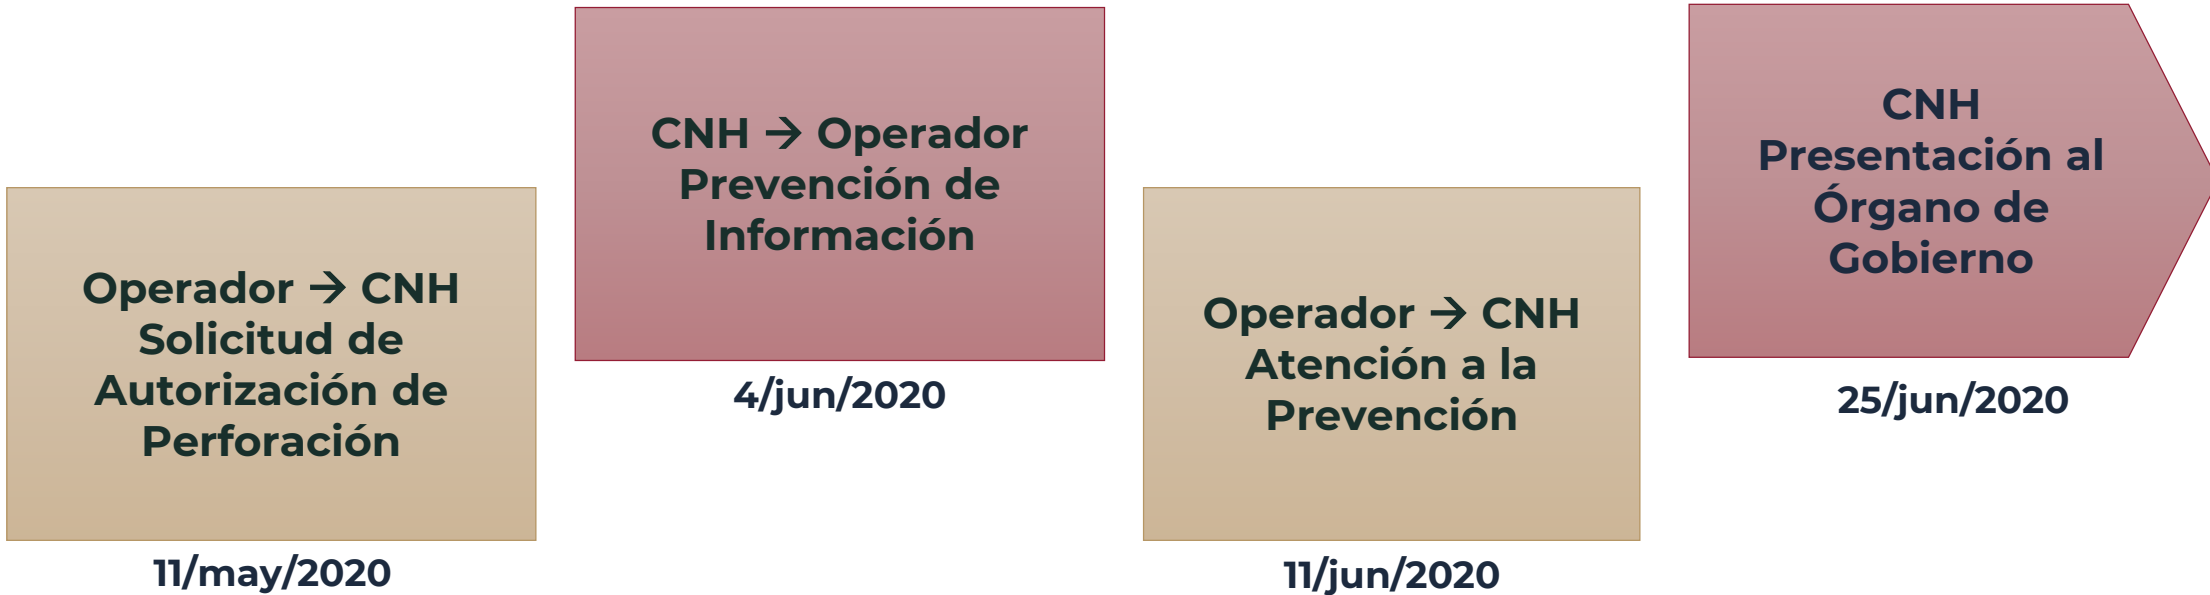 Operador → CNH
Solicitud de
Autorización de
Perforación
11/may/2020
CNH → Operador
Prevención de
Información
4/jun/2020
Operador → CNH
Atención a la
Prevención
11/jun/2020
CNH
Presentación al
Órgano de
Gobierno
25/jun/2020